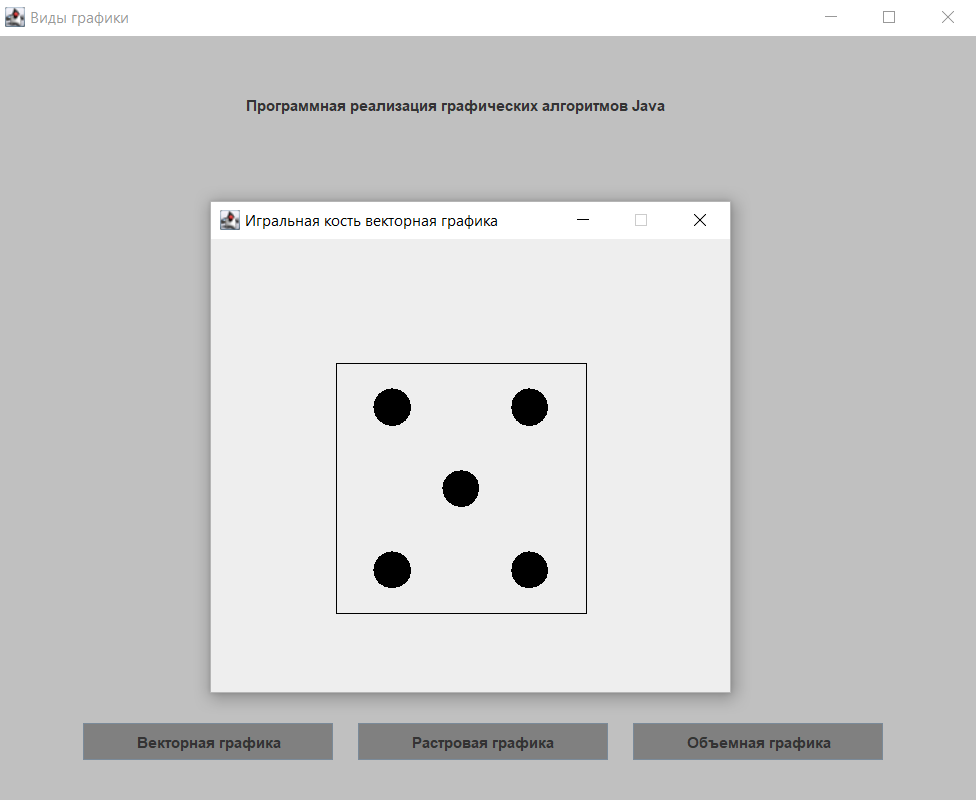 Виды графики
Программная реализация графических алгоритмов Java
Игральная кость векторная графика
Векторная графика
Растровая графика
Объемная графика